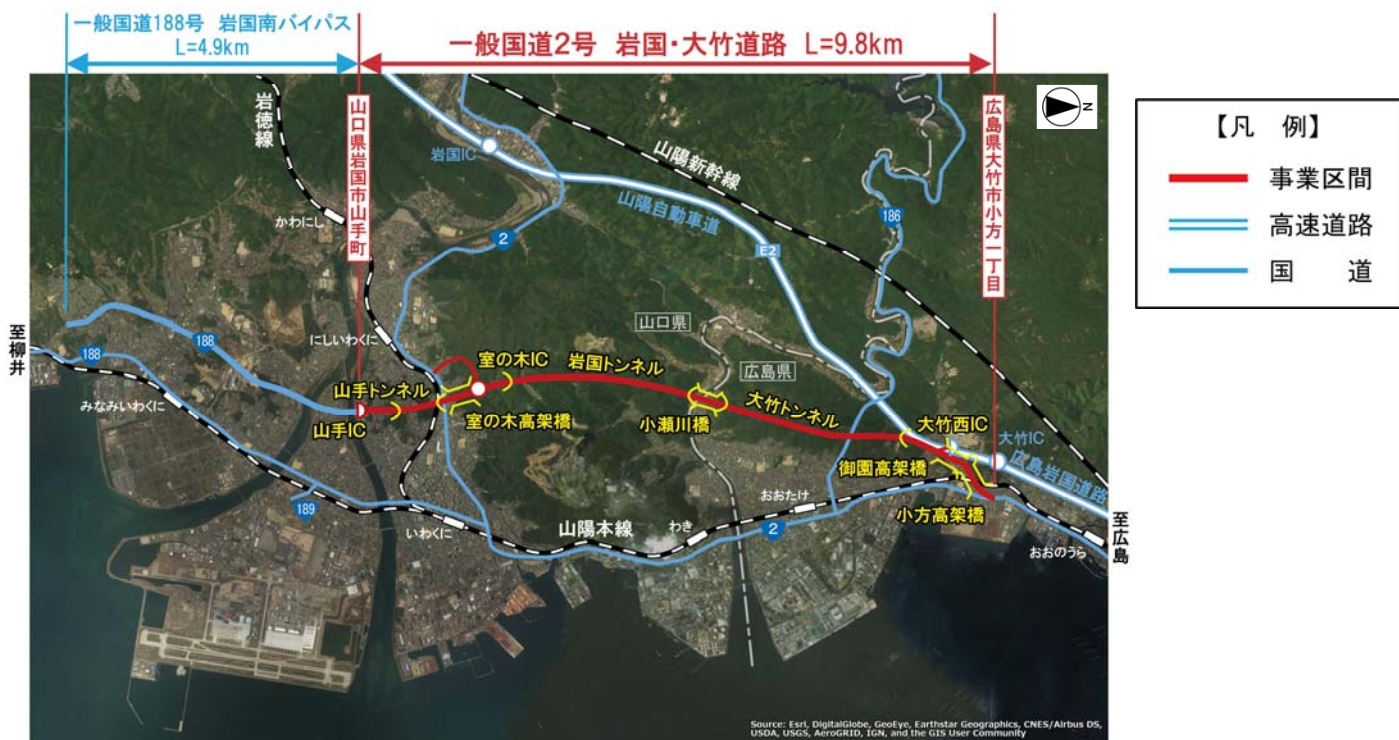 一般国道188号 岩国南バイパス
L=4.9km
一般国道2号 岩国・大竹道路 L=9.8km
岩徳線
山口県岩国市山手町
広島県大竹市小方一丁目
N
【凡 例】
事業区間
高速道路
国 道
岩国IC
山陽新幹線
山陽自動車道
かわにし
2
186
E2
至柳井
188
188
にしいわくに
山口県
広島県
室の木IC
岩国トンネル
山手トンネル
みなみいわくに
山手IC
室の木高架橋
小瀬川橋
大竹トンネル
大竹西IC
大竹IC
広島岩国道路
御園高架橋
小方高架橋
至広島
189
いわくに
山陽本線
わき
おおたけ
2
おおのうら
Source: Esri, DigitalGlobe, GeoEye, Earthstar Geographics, CNES/Airbus DS,
USDA, USGS, AeroGRID, IGN, and the GIS User Community